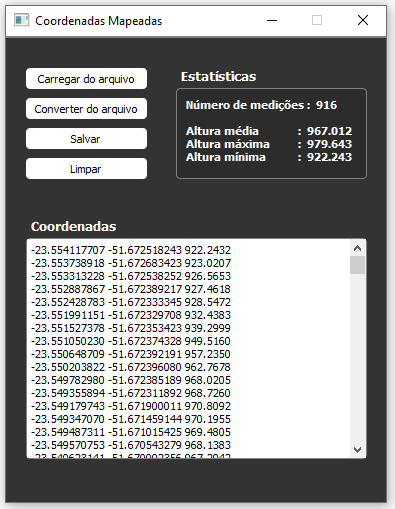 Coordenadas Mapeadas
Carregar do arquivo
Converter do arquivo
Salvar
Limpar
Estatísticas
Número de medições : 916
Altura média : 967.012
Altura máxima : 979.643
Altura mínima : 922.243
Coordenadas
-23.554117707 -51.672518243 922.2432
-23.553738918 -51.672683423 923.0207
-23.553313228 -51.672538252 926.5653
-23.552887867 -51.672389217 927.4618
-23.552428783 -51.672333345 928.5472
-23.551991151 -51.672329708 932.4383
-23.551527378 -51.672353423 939.2999
-23.551050230 -51.672374328 949.5160
-23.550648709 -51.672392191 957.2350
-23.550203822 -51.672396080 962.7678
-23.549782980 -51.672385189 968.0205
-23.549355894 -51.672311892 968.7260
-23.549179743 -51.671900011 970.8092
-23.549347070 -51.671459144 970.1955
-23.549487311 -51.671015425 969.4805
-23.549570753 -51.670543279 968.1383